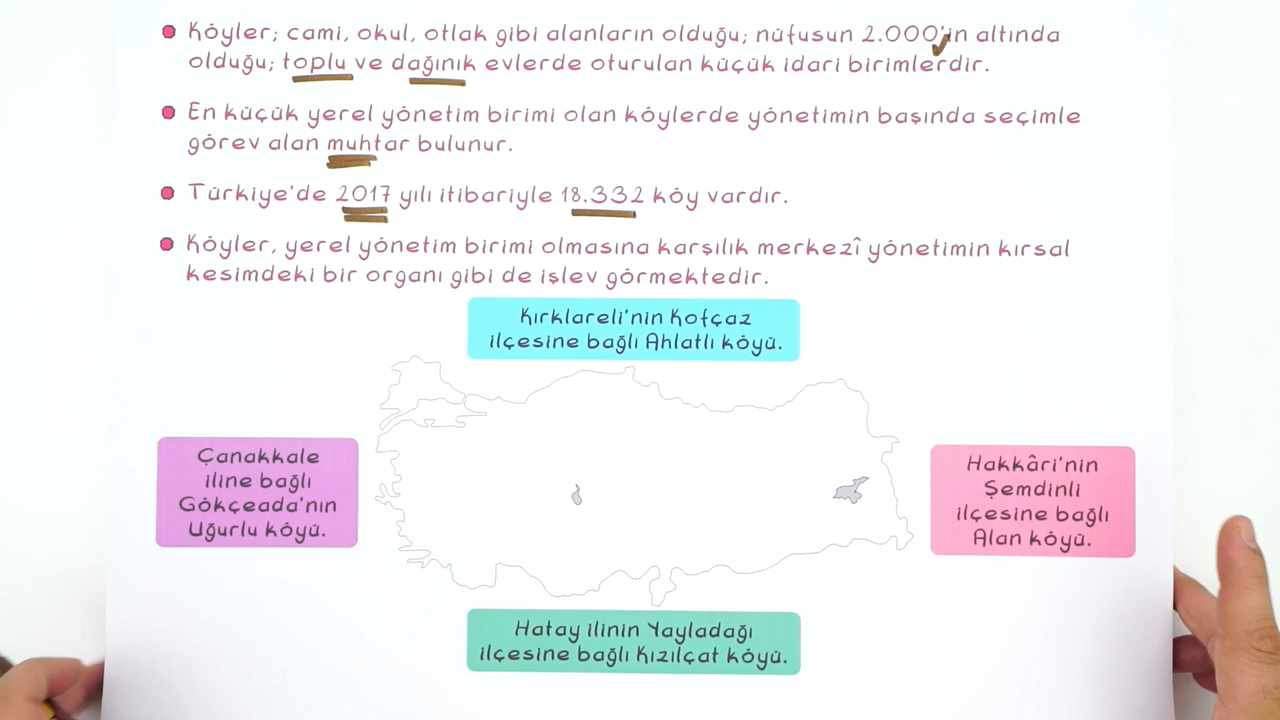 Köyler; cami, okul, otlak gibi alanların olduğu; nüfusun 2.000'in altında
olduğu; toplu ve dağınık evlerde oturulan küçük idari birimlerdir.
En küçük yerel yönetim birimi olan köylerde yönetimin başında seçimle
görev alan muhtar bulunur.
Türkiye'de 2017 yılı itibariyle 18.332 köy vardır.
Köyler, yerel yönetim birimi olmasına karşılık merkezî yönetimin kırsal
kesimdeki bir organı gibi de işlev görmektedir.
Kırklareli'nin Kofçaz
ilçesine bağlı Ahlatlı köyü.
Çanakkale
iline bağlı
Gökçeada'nın
Uğurlu köyü.
Hakkâri'nin
Şemdinli
ilçesine bağlı
Alan köyü.
Hatay ilinin Yayladağı
ilçesine bağlı Kızılçat köyü.